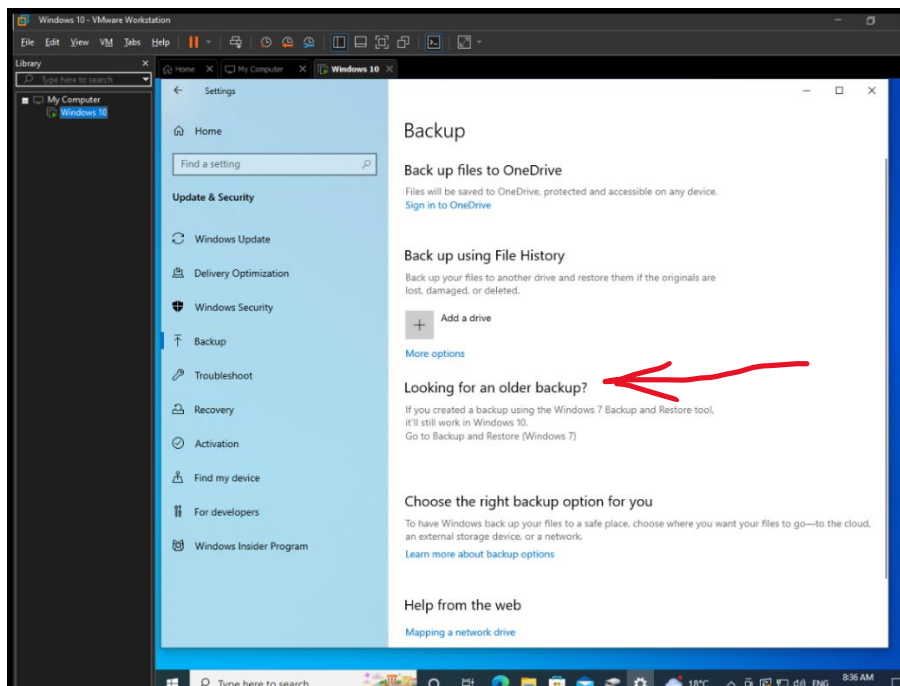 Windows 10 - VMware Workstation
File Edit View VM Tabs Help
Library
Type here to search
My Computer
Windows 10
Home
My Computer
Windows 10
Settings
Home
Find a setting
Update & Security
Windows Update
Delivery Optimization
Windows Security
Backup
Troubleshoot
Recovery
Activation
Find my device
For developers
Windows Insider Program
Backup
Back up files to OneDrive
Files will be saved to OneDrive, protected and accessible on any device.
Sign in to OneDrive
Back up using File History
Back up your files to another drive and restore them if the originals are
lost, damaged, or deleted.
Add a drive
More options
Looking for an older backup?
If you created a backup using the Windows 7 Backup and Restore tool,
it'll still work in Windows 10.
Go to Backup and Restore (Windows 7)
Choose the right backup option for you
To have Windows back up your files to a safe place, choose where you want your files to go—to the cloud,
an external storage device, or a network.
Learn more about backup options
Help from the web
Mapping a network drive
Type here to search
18°C
ENG
8:36 AM